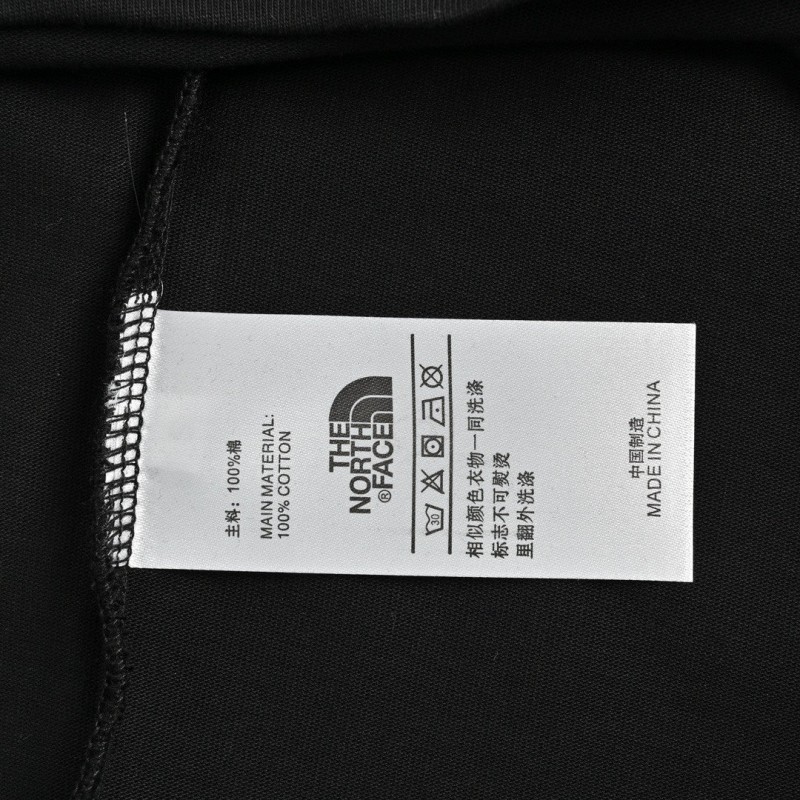 主料: 100%棉
MAIN MATERIAL:
100% COTTON
THE
NORTH
®FACE
30
相似颜色衣物一同洗涤
标志不可熨烫
里翻外洗涤
中国制造
MADE IN CHINA